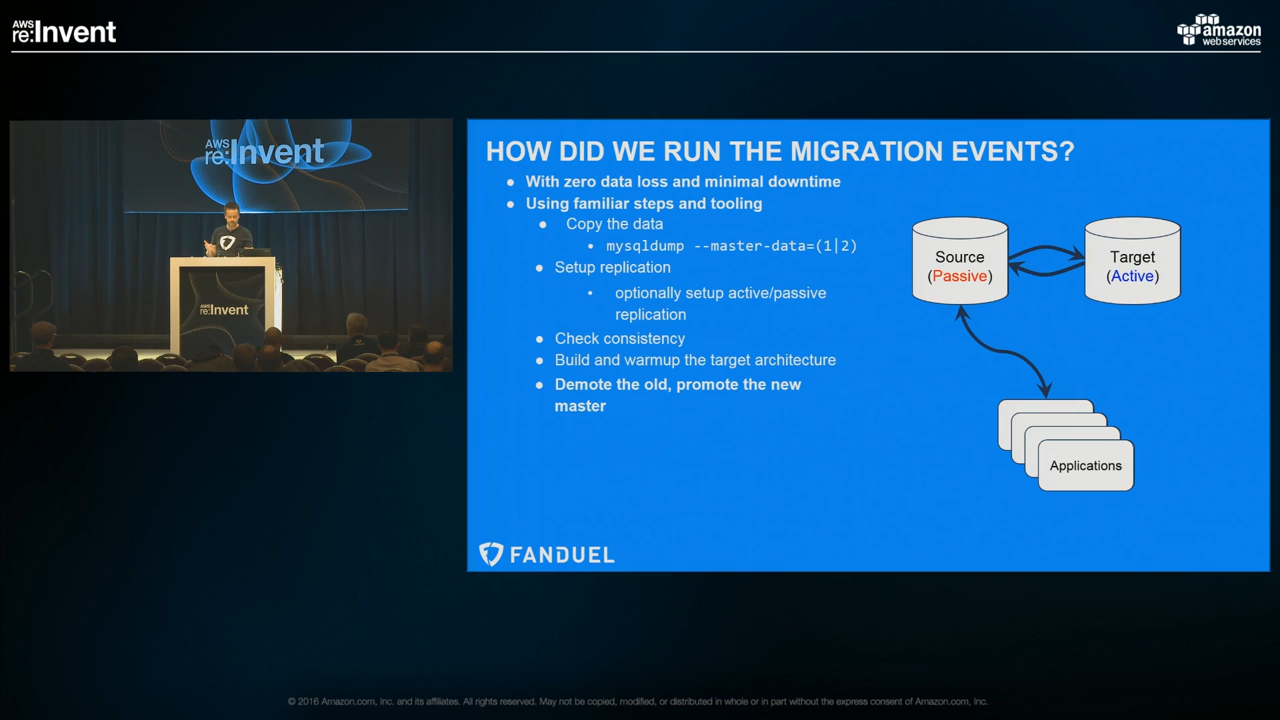 AWS
re:Invent
amazon
web services
AWS
re:Invent
AWS
re:Invent
HOW DID WE RUN THE MIGRATION EVENTS?
● With zero data loss and minimal downtime
● Using familiar steps and tooling
● Copy the data
• mysqldump --master-data=(1|2)
● Setup replication
• optionally setup active/passive
replication
● Check consistency
● Build and warmup the target architecture
● Demote the old, promote the new
master
Source
(Passive)
Target
(Active)
Applications
FANDUEL
© 2016 Amazon.com, Inc. and its affiliates. All rights reserved. May not be copied, modified, or distributed in whole or in part without the express consent of Amazon.com, Inc.